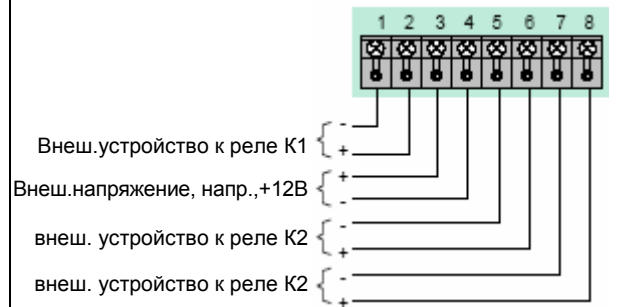 1 2 3 4 5 6 7 8
-
Внеш.устройство к реле К1
+
+
Внеш.напряжение, напр.,+12В
-
-
внеш. устройство к реле К2
+
-
внеш. устройство к реле К2
+